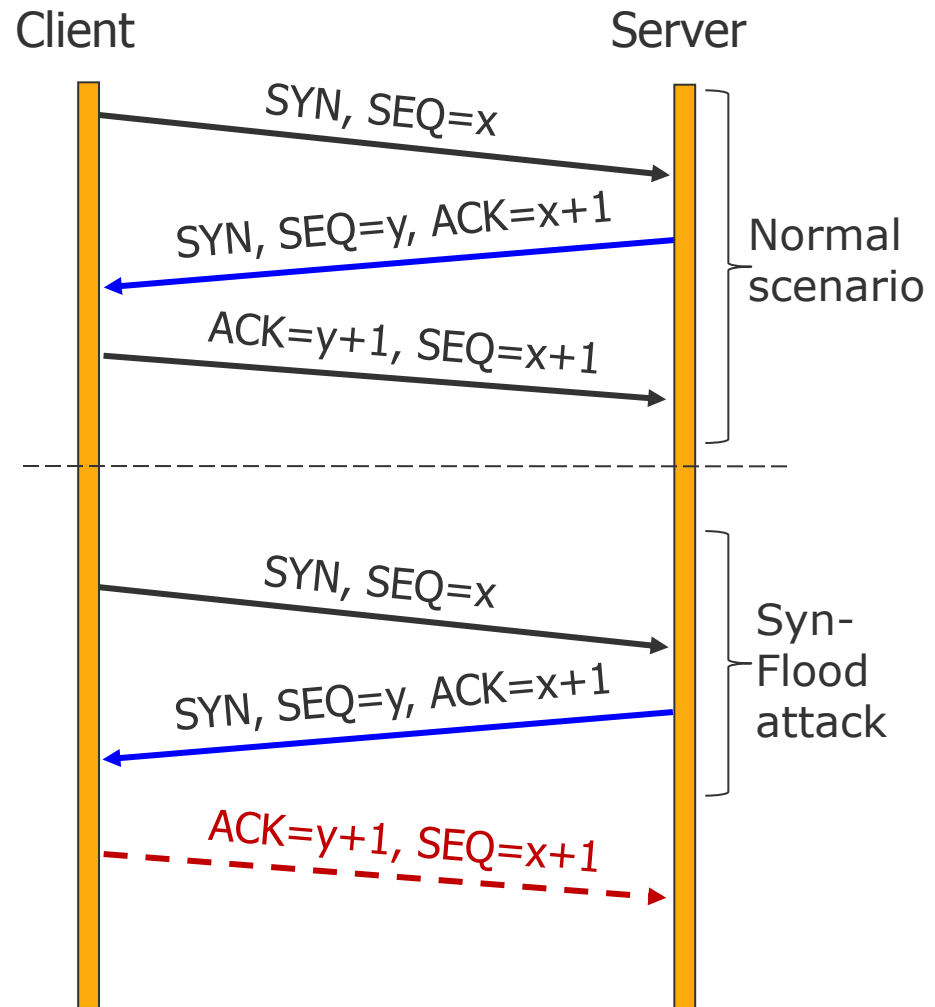 Client
Server
SYN, SEQ=x
SYN, SEQ=y, ACK=x+1
ACK=y+1, SEQ=x+1
Normal
scenario
SYN, SEQ=x
SYN, SEQ=y, ACK=x+1
Syn-
Flood
attack
ACK=y+1, SEQ=x+1